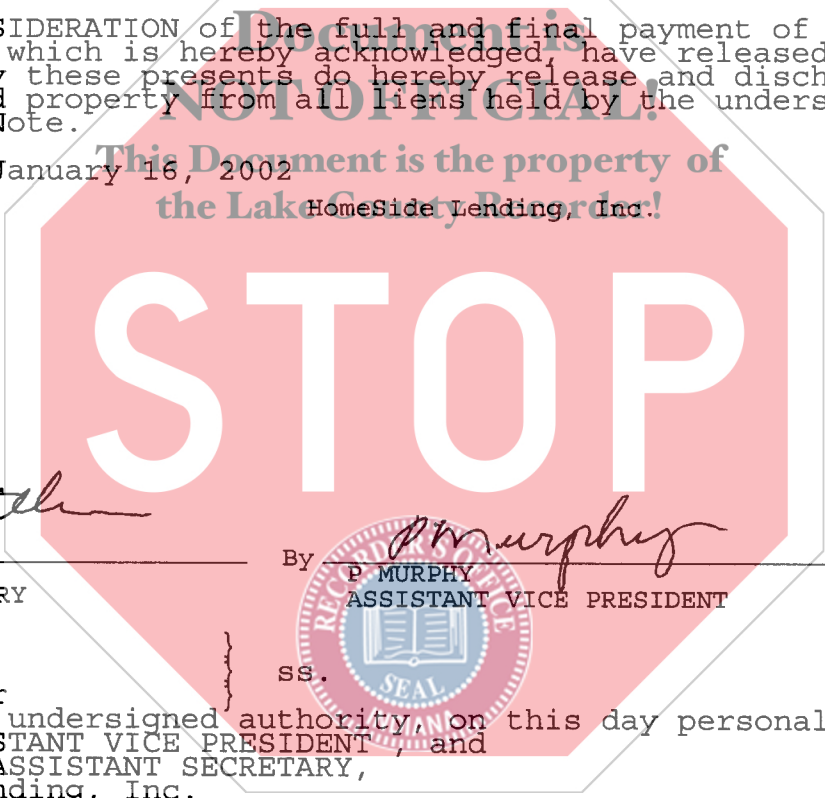 SIDERATION of the full and final payment of
which is hereby acknowledged, have released
these presents do hereby release and disch
property from all liens held by the unders
Note.
Document is
NOT OFFICIAL!
This Document is the property of
the Lake County Recorder!
January 16, 2002
HomeSide Lending, Inc.
STOP
P Murphy
By
P MURPHY
ASSISTANT VICE PRESIDENT
RY
RECORDER'S OFFICE
SEAL
INDIANA
ss.
undersigned authority, on this day personal
STANT VICE PRESIDENT , and
ASSISTANT SECRETARY,
nding, Inc.